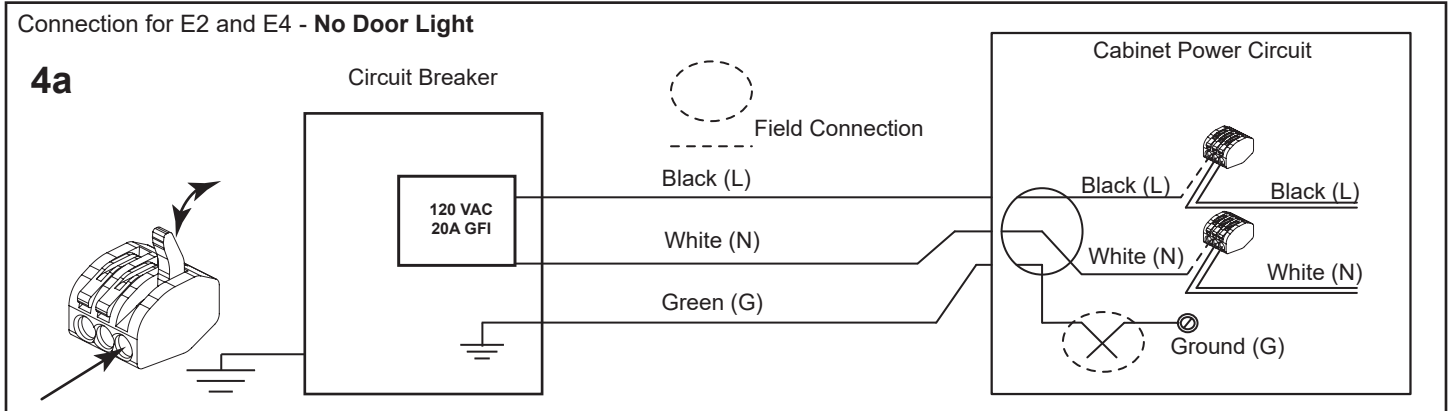 Connection for E2 and E4 - No Door Light
4a
Circuit Breaker
Cabinet Power Circuit
Field Connection
120 VAC
20A GFI
Black (L)
White (N)
Green (G)
Black (L)
Black (L)
White (N)
White (N)
Ground (G)